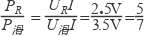 P_R/P_滑 = U_R I/U_滑 I = 2.5V/3.5V = 5/7